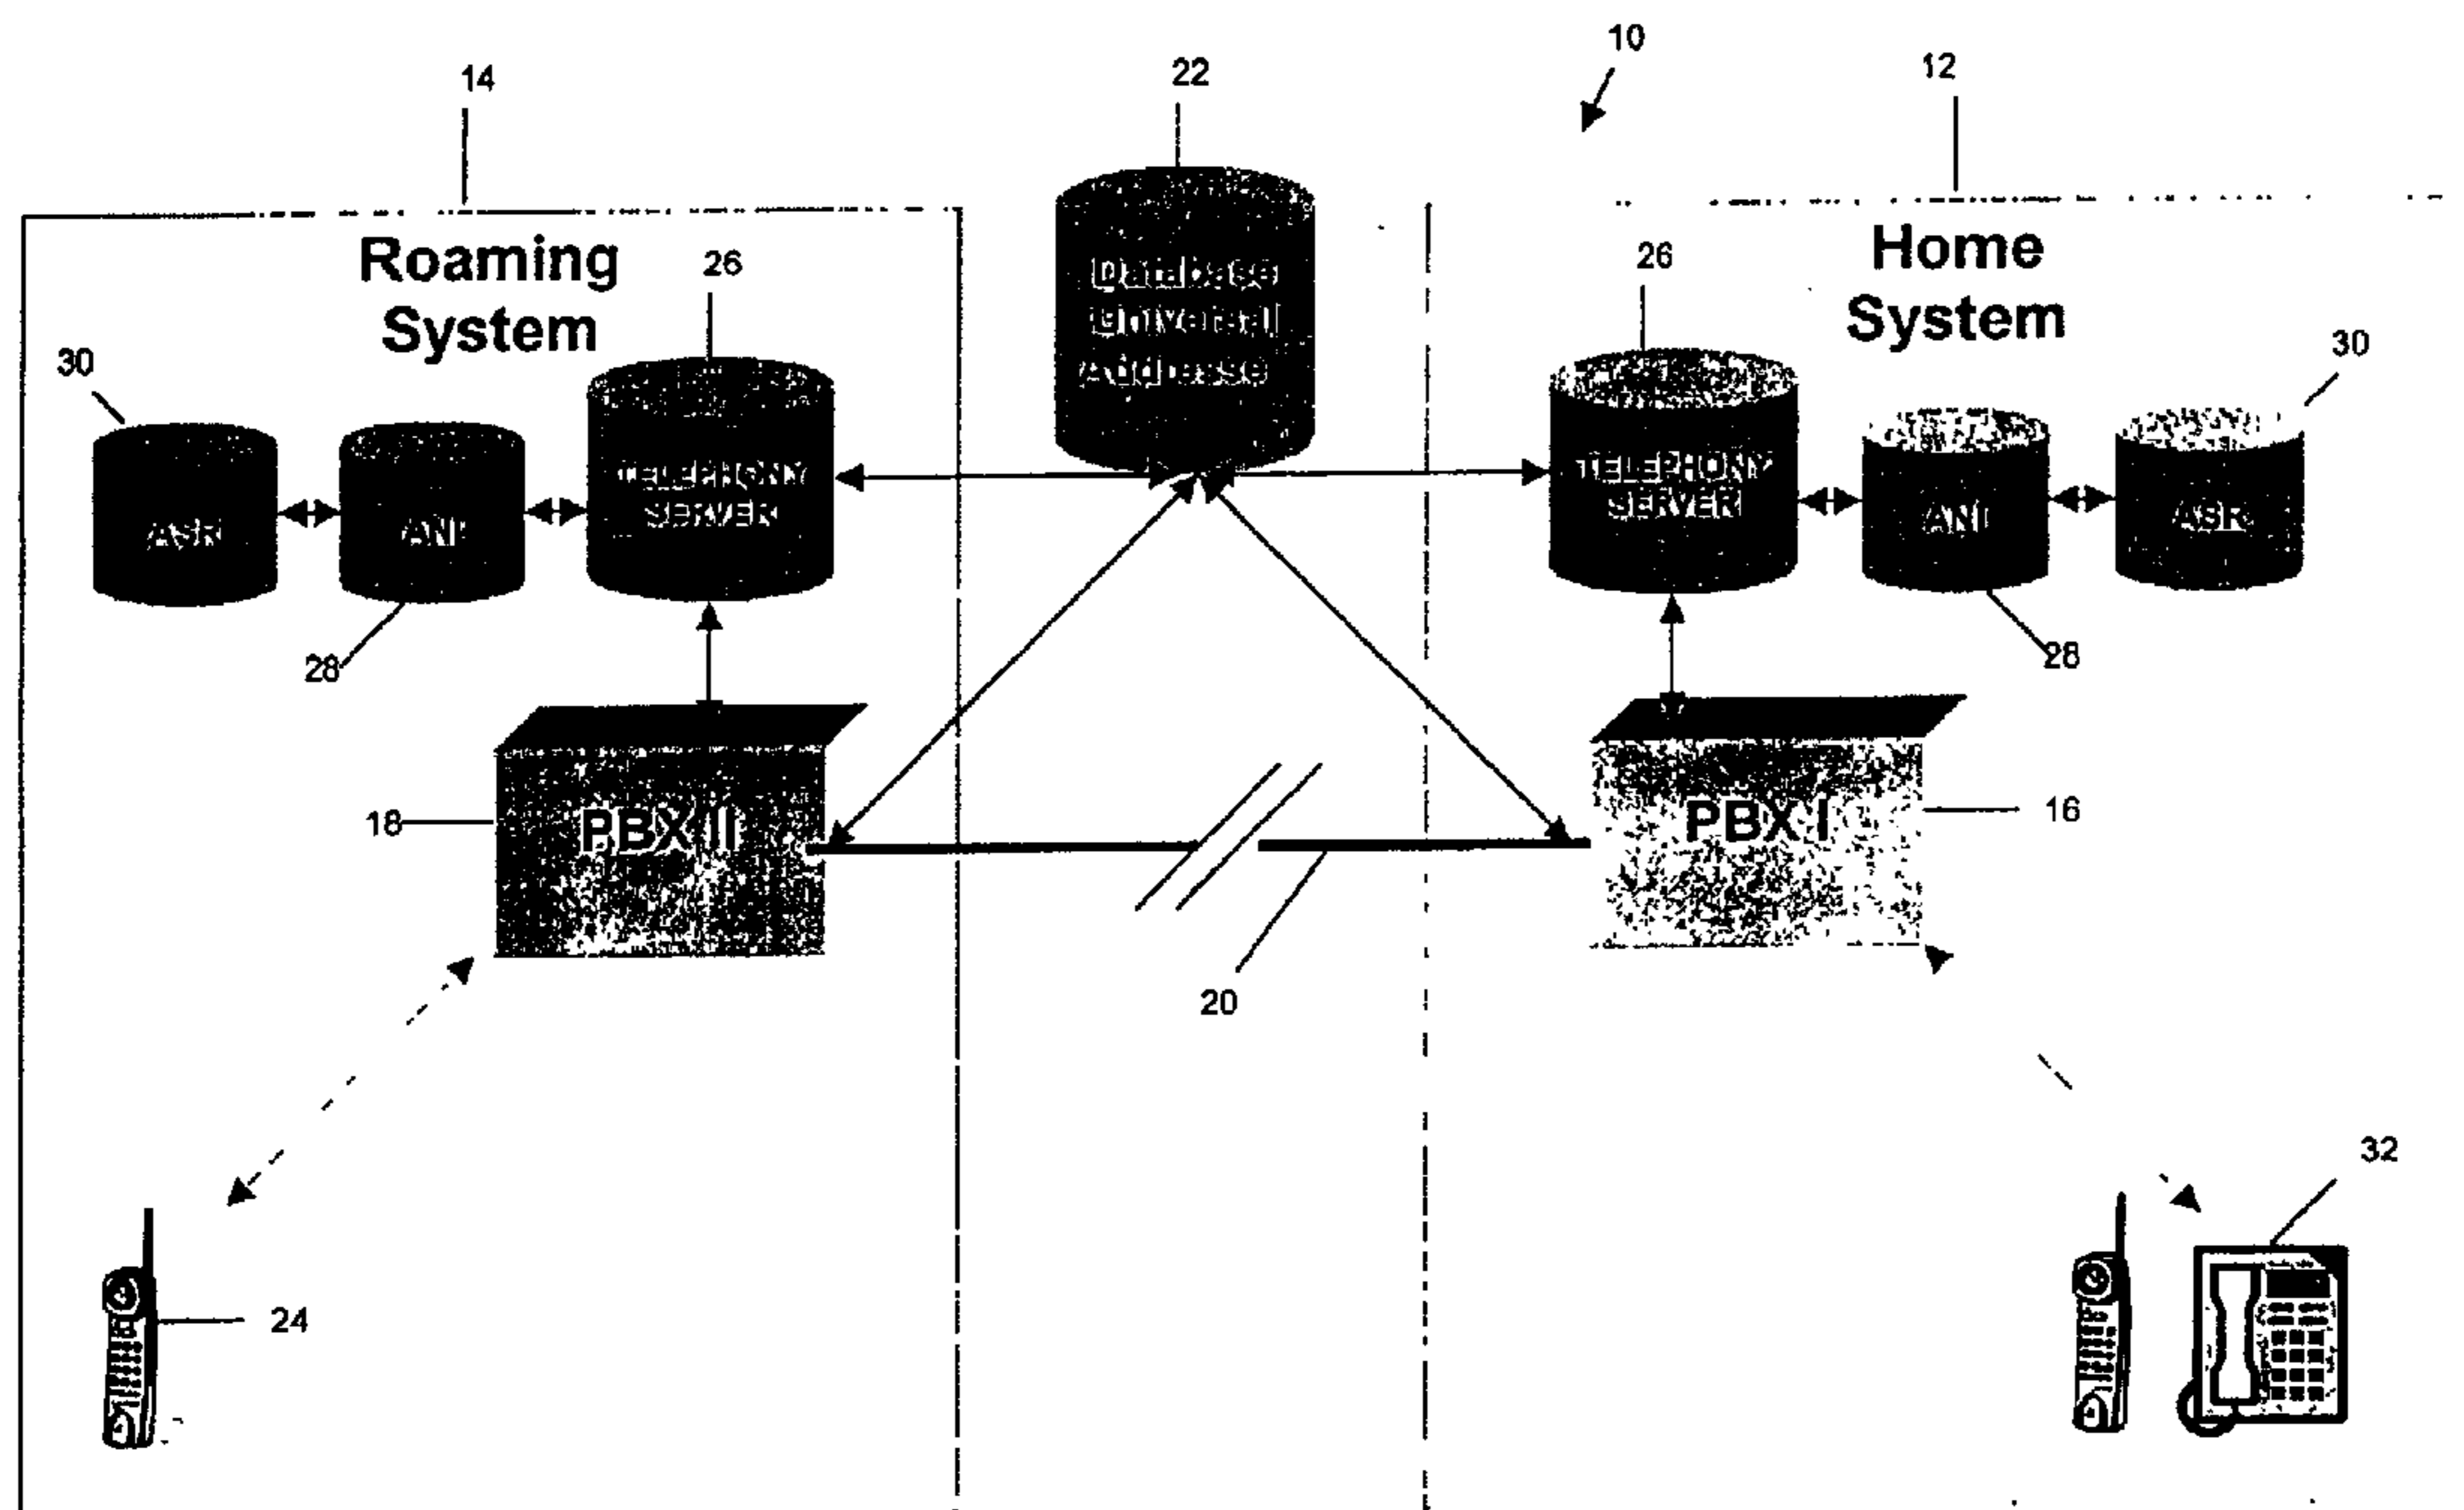 10
14
22
12
Roaming
System
26
Database
Universal
Addresse
26
Home
System
30
30
TELEPHONY
SERVER
TELEPHONY
SERVER
ASR
ANI
ANI
ASR
28
28
18
PBX II
PBX I
16
20
32
24